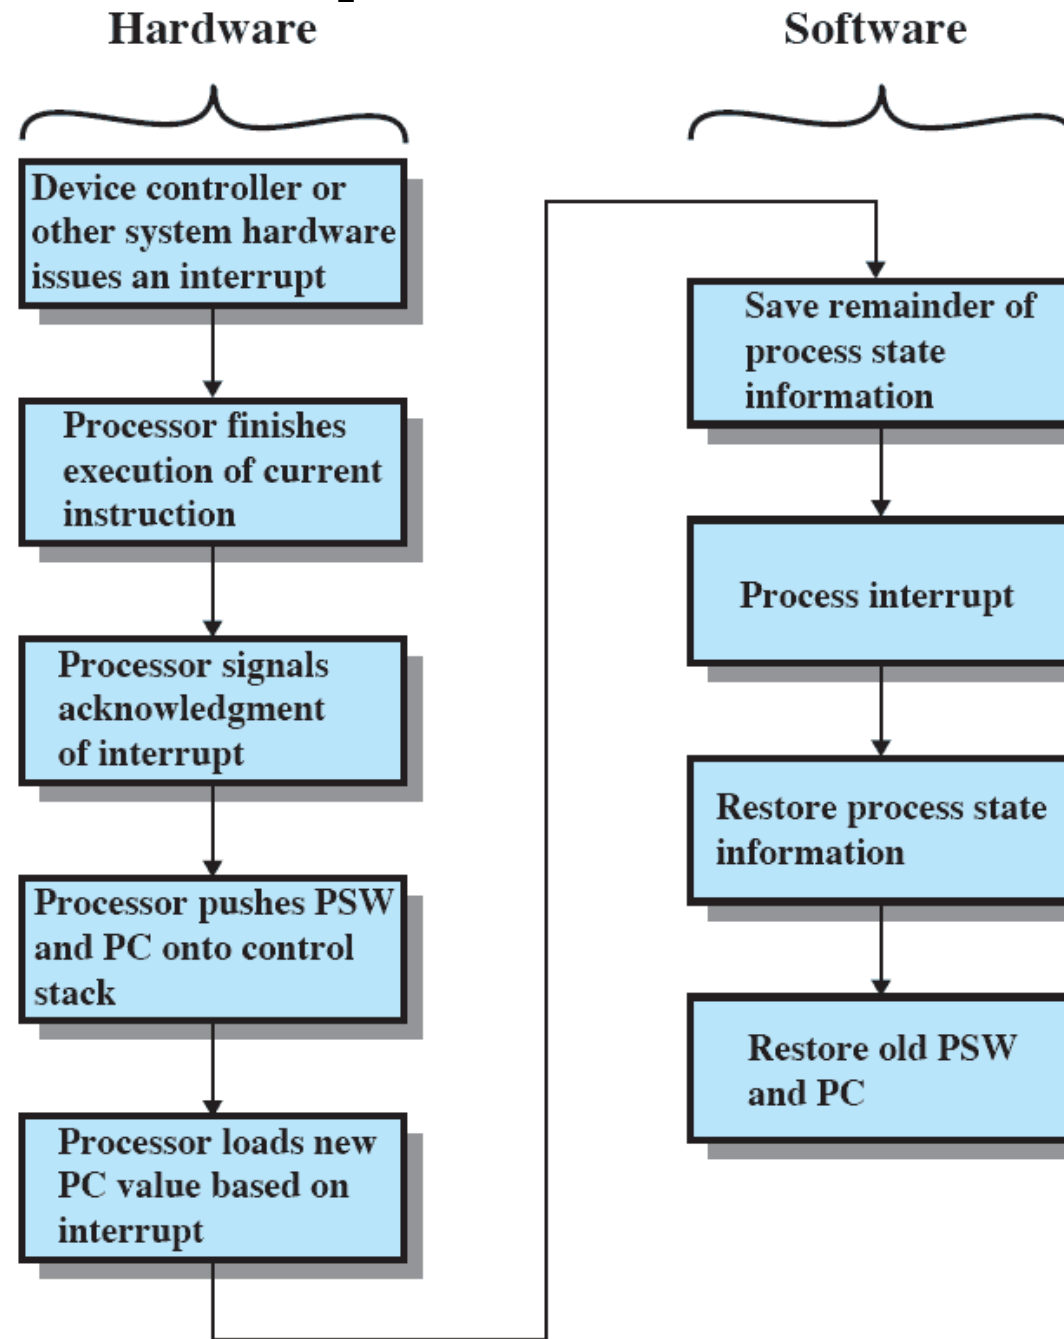 Hardware
Device controller or
other system hardware
issues an interrupt
Processor finishes
execution of current
instruction
Processor signals
acknowledgment
of interrupt
Processor pushes PSW
and PC onto control
stack
Processor loads new
PC value based on
interrupt
Software
Save remainder of
process state
information
Process interrupt
Restore process state
information
Restore old PSW
and PC